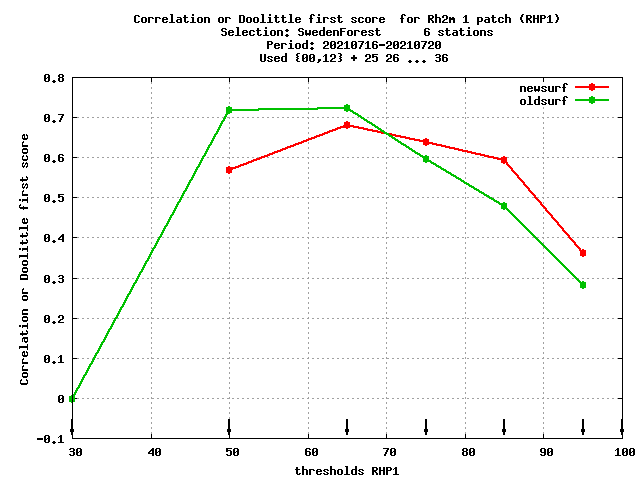 Correlation or Doolittle first score  for Rh2m 1 patch (RHP1)
Selection: SwedenForest      6 stations
Period: 20210716-20210720
Used {00,12} + 25 26 ... 36
newsurf
oldsurf
Correlation or Doolittle first score
0.8
0.7
0.6
0.5
0.4
0.3
0.2
0.1
0
-0.1
30 40 50 60 70 80 90 100
thresholds RHP1